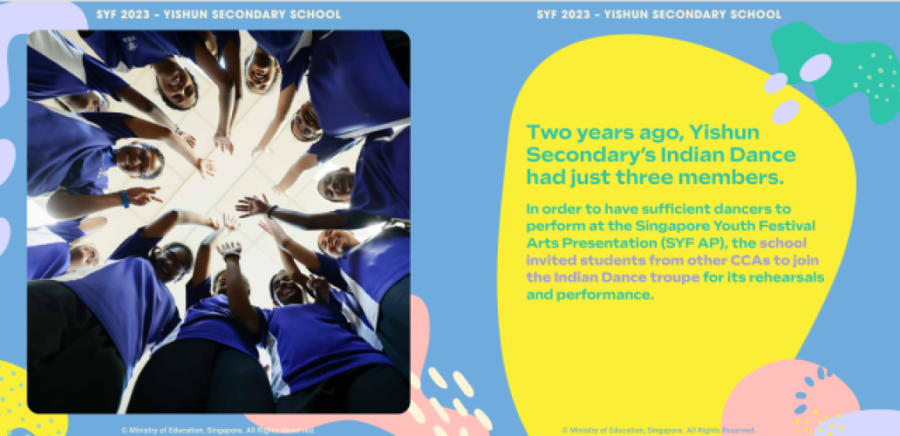 SYF 2023 - YISHUN SECONDARY SCHOOL
© Ministry of Education, Singapore. All Rights Reserved.
SYF 2023 - YISHUN SECONDARY SCHOOL
Two years ago, Yishun
Secondary's Indian Dance
had just three members.
In order to have sufficient dancers to
perform at the Singapore Youth Festival
Arts Presentation (SYF AP), the school
invited students from other CCAs to join
the Indian Dance troupe for its rehearsals
and performance.
© Ministry of Education, Singapore. All Rights Reserved.